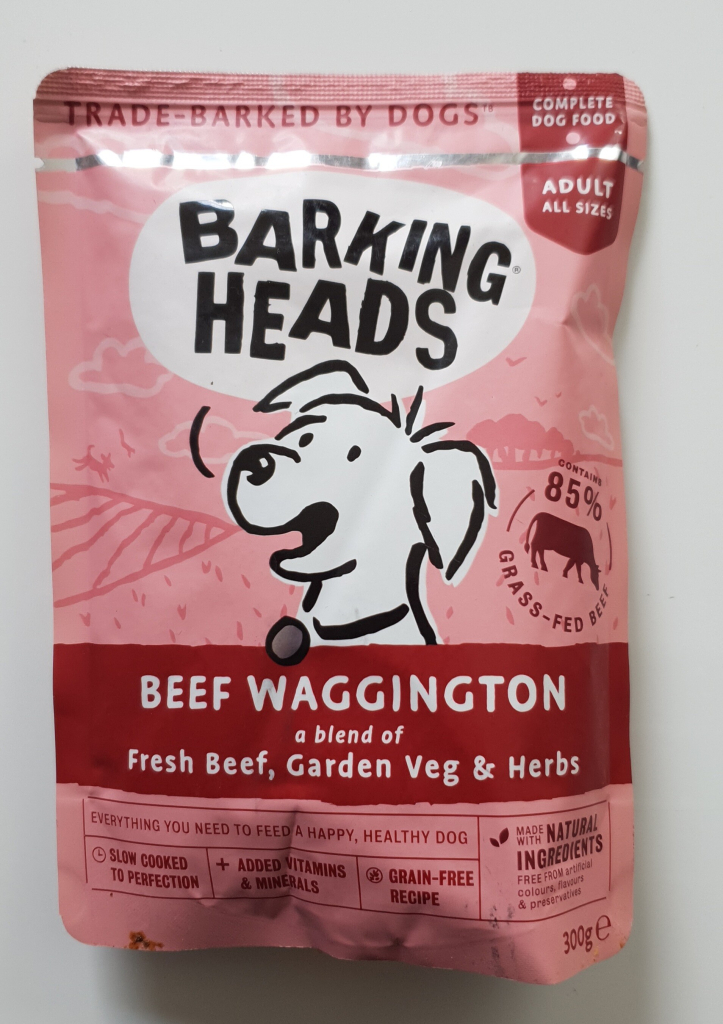 TRADE-BARKED BY DOGS™
COMPLETE
DOG FOOD
ADULT
ALL SIZES
BARKING
HEADS®
CONTAINS
85%
GRASS-FED BEEF
BEEF WAGGINGTON
a blend of
Fresh Beef, Garden Veg & Herbs
EVERYTHING YOU NEED TO FEED A HAPPY, HEALTHY DOG
SLOW COOKED
TO PERFECTION
+ ADDED VITAMINS
& MINERALS
GRAIN-FREE
RECIPE
MADE
WITH NATURAL
INGREDIENTS
FREE FROM artificial
colours, flavours
& preservatives
300g ℮